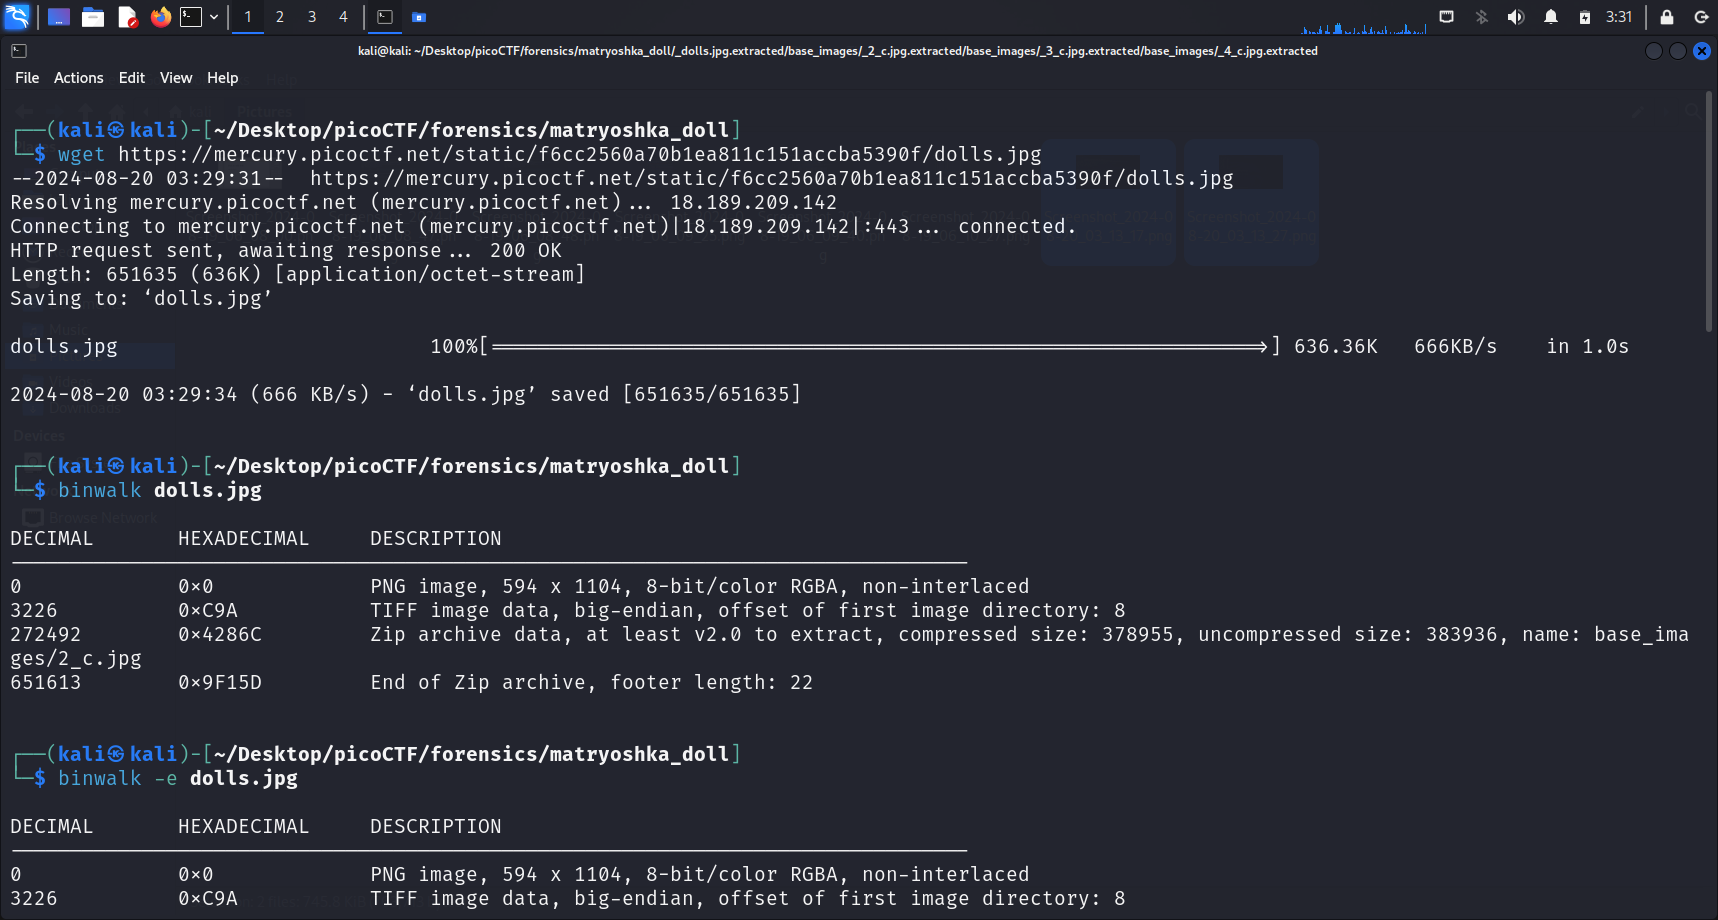 1 2 3 4 3:31
kali@kali: ~/Desktop/picoCTF/forensics/matryoshka_doll/_dolls.jpg.extracted/base_images/_2_c.jpg.extracted/base_images/_3_c.jpg.extracted/base_images/_4_c.jpg.extracted
File Actions Edit View Help
(kali㉿kali)-[~/Desktop/picoCTF/forensics/matryoshka_doll]
$ wget https://mercury.picoctf.net/static/f6cc2560a70b1ea811c151accba5390f/dolls.jpg
--2024-08-20 03:29:31-- https://mercury.picoctf.net/static/f6cc2560a70b1ea811c151accba5390f/dolls.jpg
Resolving mercury.picoctf.net (mercury.picoctf.net)... 18.189.209.142
Connecting to mercury.picoctf.net (mercury.picoctf.net)|18.189.209.142|:443... connected.
HTTP request sent, awaiting response... 200 OK
Length: 651635 (636K) [application/octet-stream]
Saving to: ‘dolls.jpg’
Music
dolls.jpg 100%[===================>] 636.36K 666KB/s in 1.0s
2024-08-20 03:29:34 (666 KB/s) - ‘dolls.jpg’ saved [651635/651635]
Downloads
Devices
(kali㉿kali)-[~/Desktop/picoCTF/forensics/matryoshka_doll]
$ binwalk dolls.jpg
Browse Network
DECIMAL HEXADECIMAL DESCRIPTION
0 0x0 PNG image, 594 x 1104, 8-bit/color RGBA, non-interlaced
3226 0xC9A TIFF image data, big-endian, offset of first image directory: 8
272492 0x4286C Zip archive data, at least v2.0 to extract, compressed size: 378955, uncompressed size: 383936, name: base_ima
ges/2_c.jpg
651613 0x9F15D End of Zip archive, footer length: 22
(kali㉿kali)-[~/Desktop/picoCTF/forensics/matryoshka_doll]
$ binwalk -e dolls.jpg
DECIMAL HEXADECIMAL DESCRIPTION
0 0x0 PNG image, 594 x 1104, 8-bit/color RGBA, non-interlaced
3226 0xC9A TIFF image data, big-endian, offset of first image directory: 8